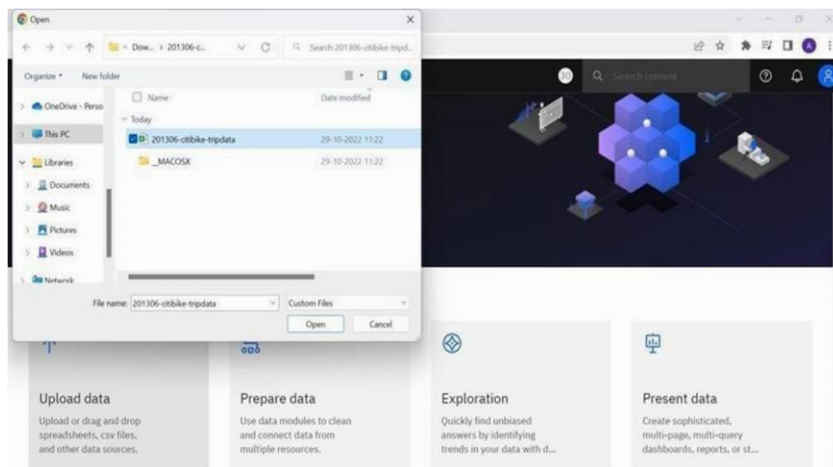 Open
Dow... > 201306-c...
Search 201306-citibike-tripd...
Organize
New folder
Name
Date modified
OneDrive - Perso
Today
This PC
201306-citibike-tripdata
29-10-2022 11:22
_MACOSX
29-10-2022 11:22
Libraries
Documents
Music
Pictures
Videos
Network
File name: 201306-citibike-tripdata
Custom Files
Open
Cancel
30
Search content
A
Upload data
Upload or drag and drop
spreadsheets, csv files,
and other data sources.
Prepare data
Use data modules to clean
and connect data from
multiple resources.
Exploration
Quickly find unbiased
answers by identifying
trends in your data with d...
Present data
Create sophisticated,
multi-page, multi-query
dashboards, reports, or st...